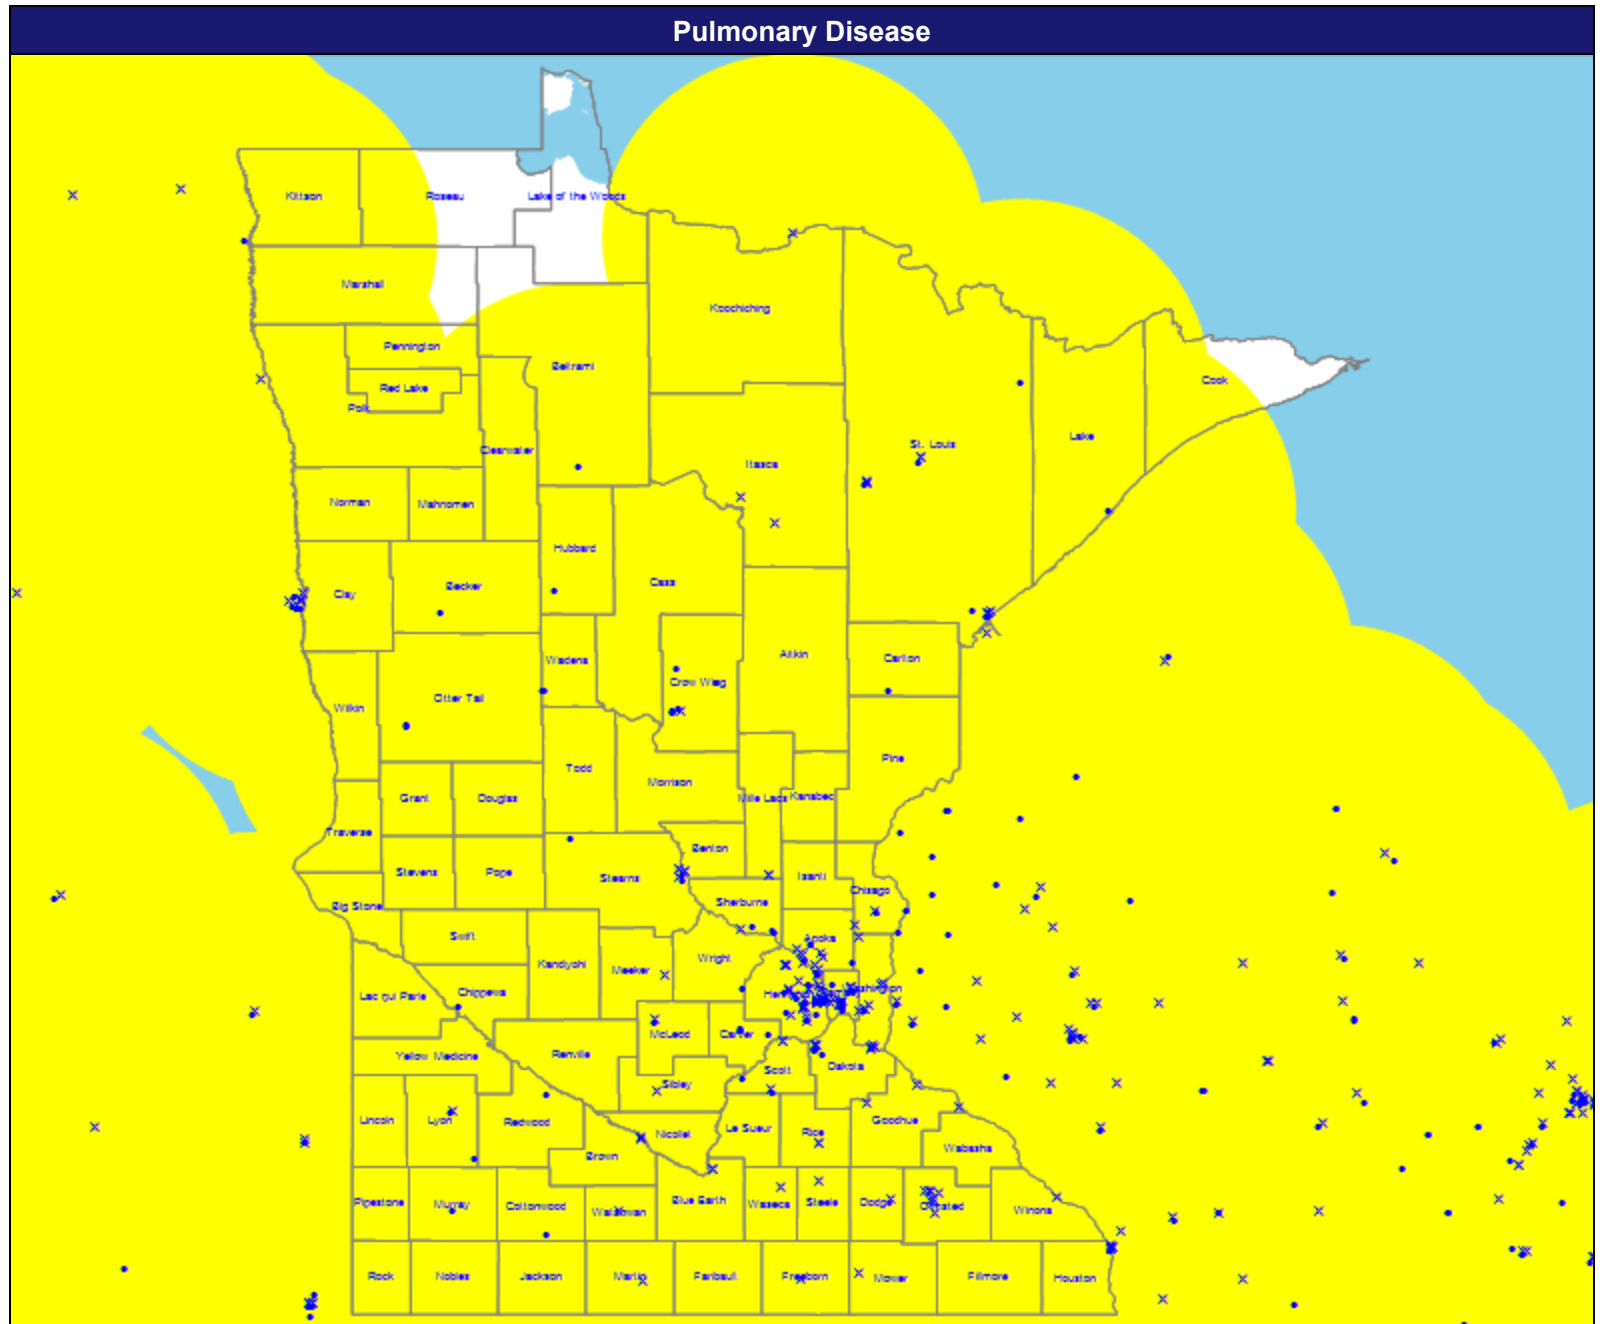 Pulmonary Disease
Kittson
Roseau
Lake of the Woods
Marshall
Koochiching
Pennington
Beltrami
Red Lake
Cook
Polk
Lake
St. Louis
Clearwater
Itasca
Norman
Mahnomen
Hubbard
Cass
Becker
Clay
Aitkin
Carlton
Wadena
Crow Wing
Otter Tail
Wilkin
Pine
Todd
Morrison
Grant
Douglas
Mille Lacs
Kanabec
Traverse
Benton
Stevens
Pope
Stearns
Isanti
Chisago
Sherburne
Big Stone
Swift
Anoka
Wright
Kandiyohi
Meeker
Lac qui Parle
Chippewa
Washington
McLeod
Carver
Yellow Medicine
Renville
Scott
Dakota
Sibley
Lincoln
Lyon
Redwood
Nicollet
Le Sueur
Rice
Goodhue
Wabasha
Brown
Pipestone
Murray
Cottonwood
Watonwan
Blue Earth
Waseca
Steele
Dodge
Olmsted
Winona
Rock
Nobles
Jackson
Martin
Faribault
Freeborn
Mower
Fillmore
Houston